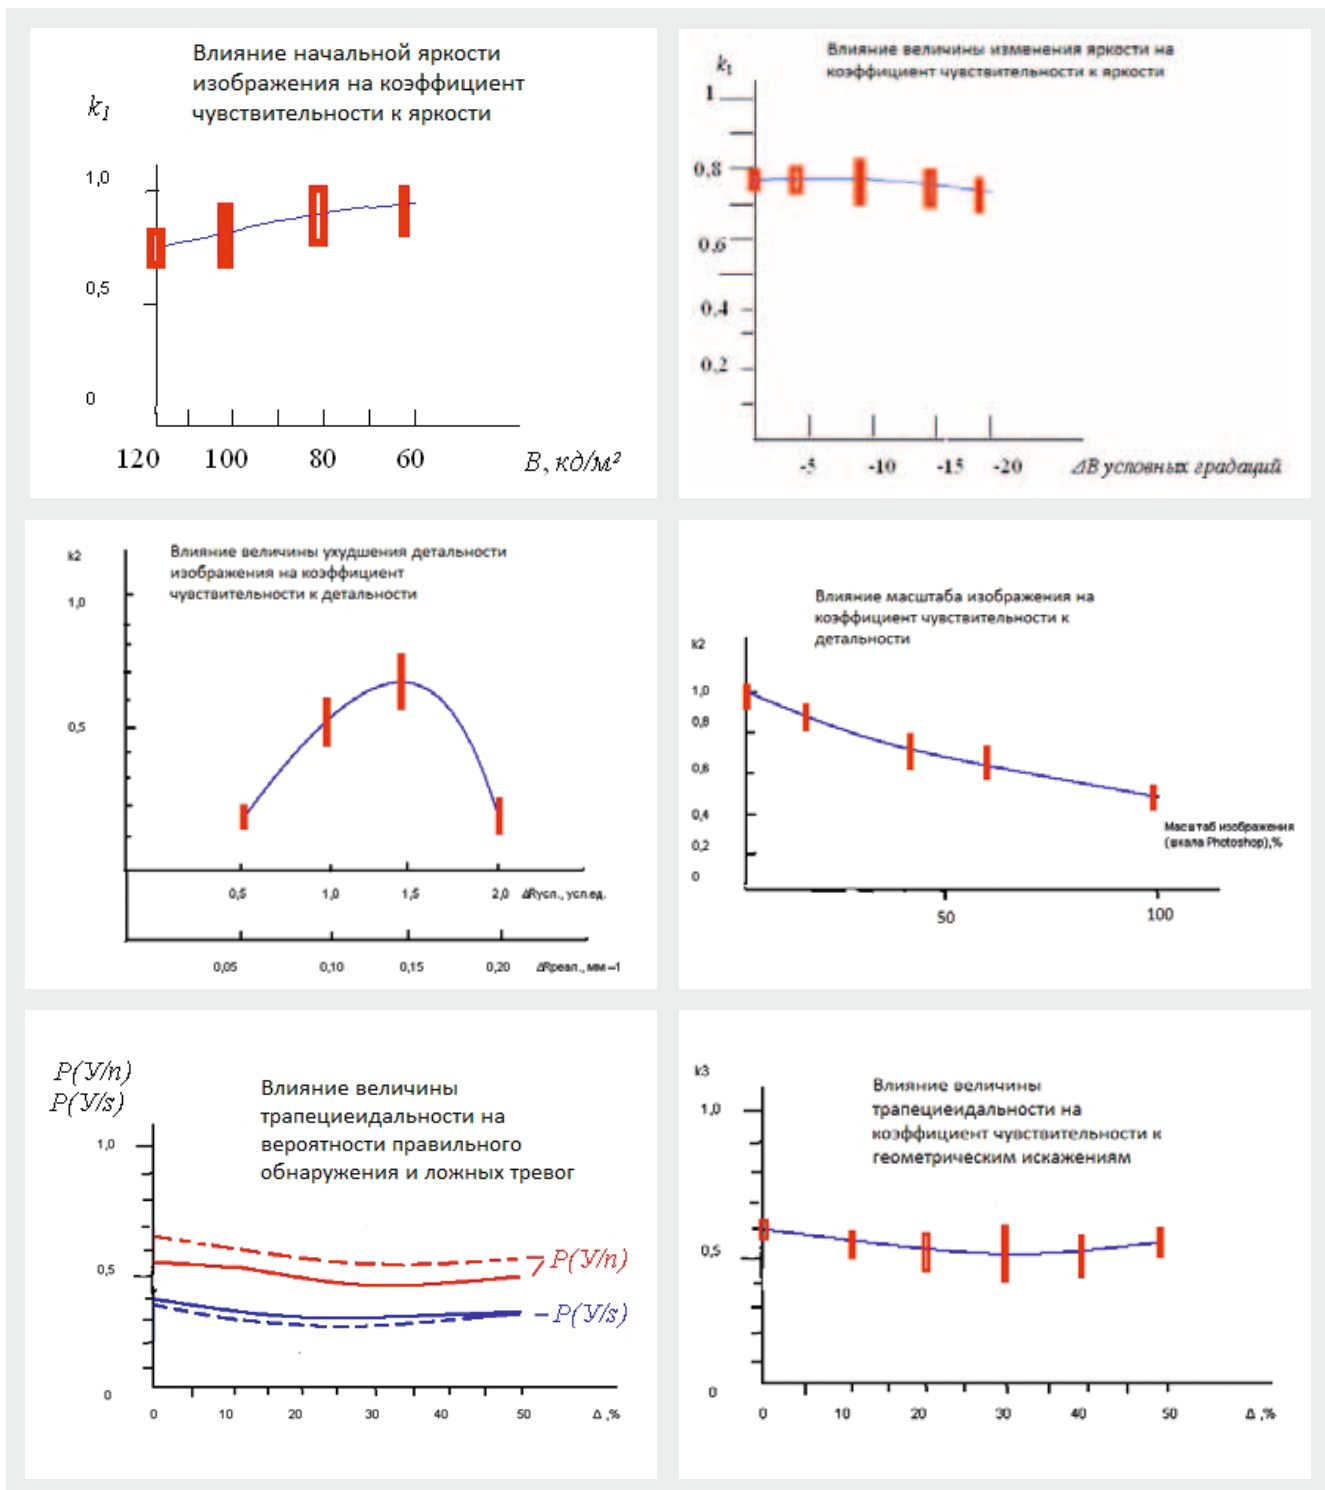 Влияние начальной яркости
изображения на коэффициент
чувствительности к яркости
k1
1,0
0,5
0
120 100 80 60 B, кд/м²
Влияние величины изменения яркости на
коэффициент чувствительности к яркости
k1
1
0,8
0,6
0,4
0,2
-5 -10 -15 -20 ΔB условных градаций
Влияние величины ухудшения детальности
изображения на коэффициент
чувствительности к детальности
k2
1,0
0,5
0,5 1,0 1,5 2,0 ΔRусл., усл.ед.
0,05 0,10 0,15 0,20 ΔRреал., мм–1
Влияние масштаба изображения на
коэффициент чувствительности к
детальности
k2
1,0
0,8
0,6
0,4
0,2
0
Масштаб изображения
(шкала Photoshop),%
50 100
P(У/n)
P(У/s)
Влияние величины
трапециеидальности на
вероятности правильного
обнаружения и ложных тревог
1,0
0,5
0
P(У/n)
P(У/s)
0 10 20 30 40 50 Δ ,%
k3
Влияние величины
трапециеидальности на
коэффициент чувствительности к
геометрическим искажениям
1,0
0,5
0
0 10 20 30 40 50 Δ ,%